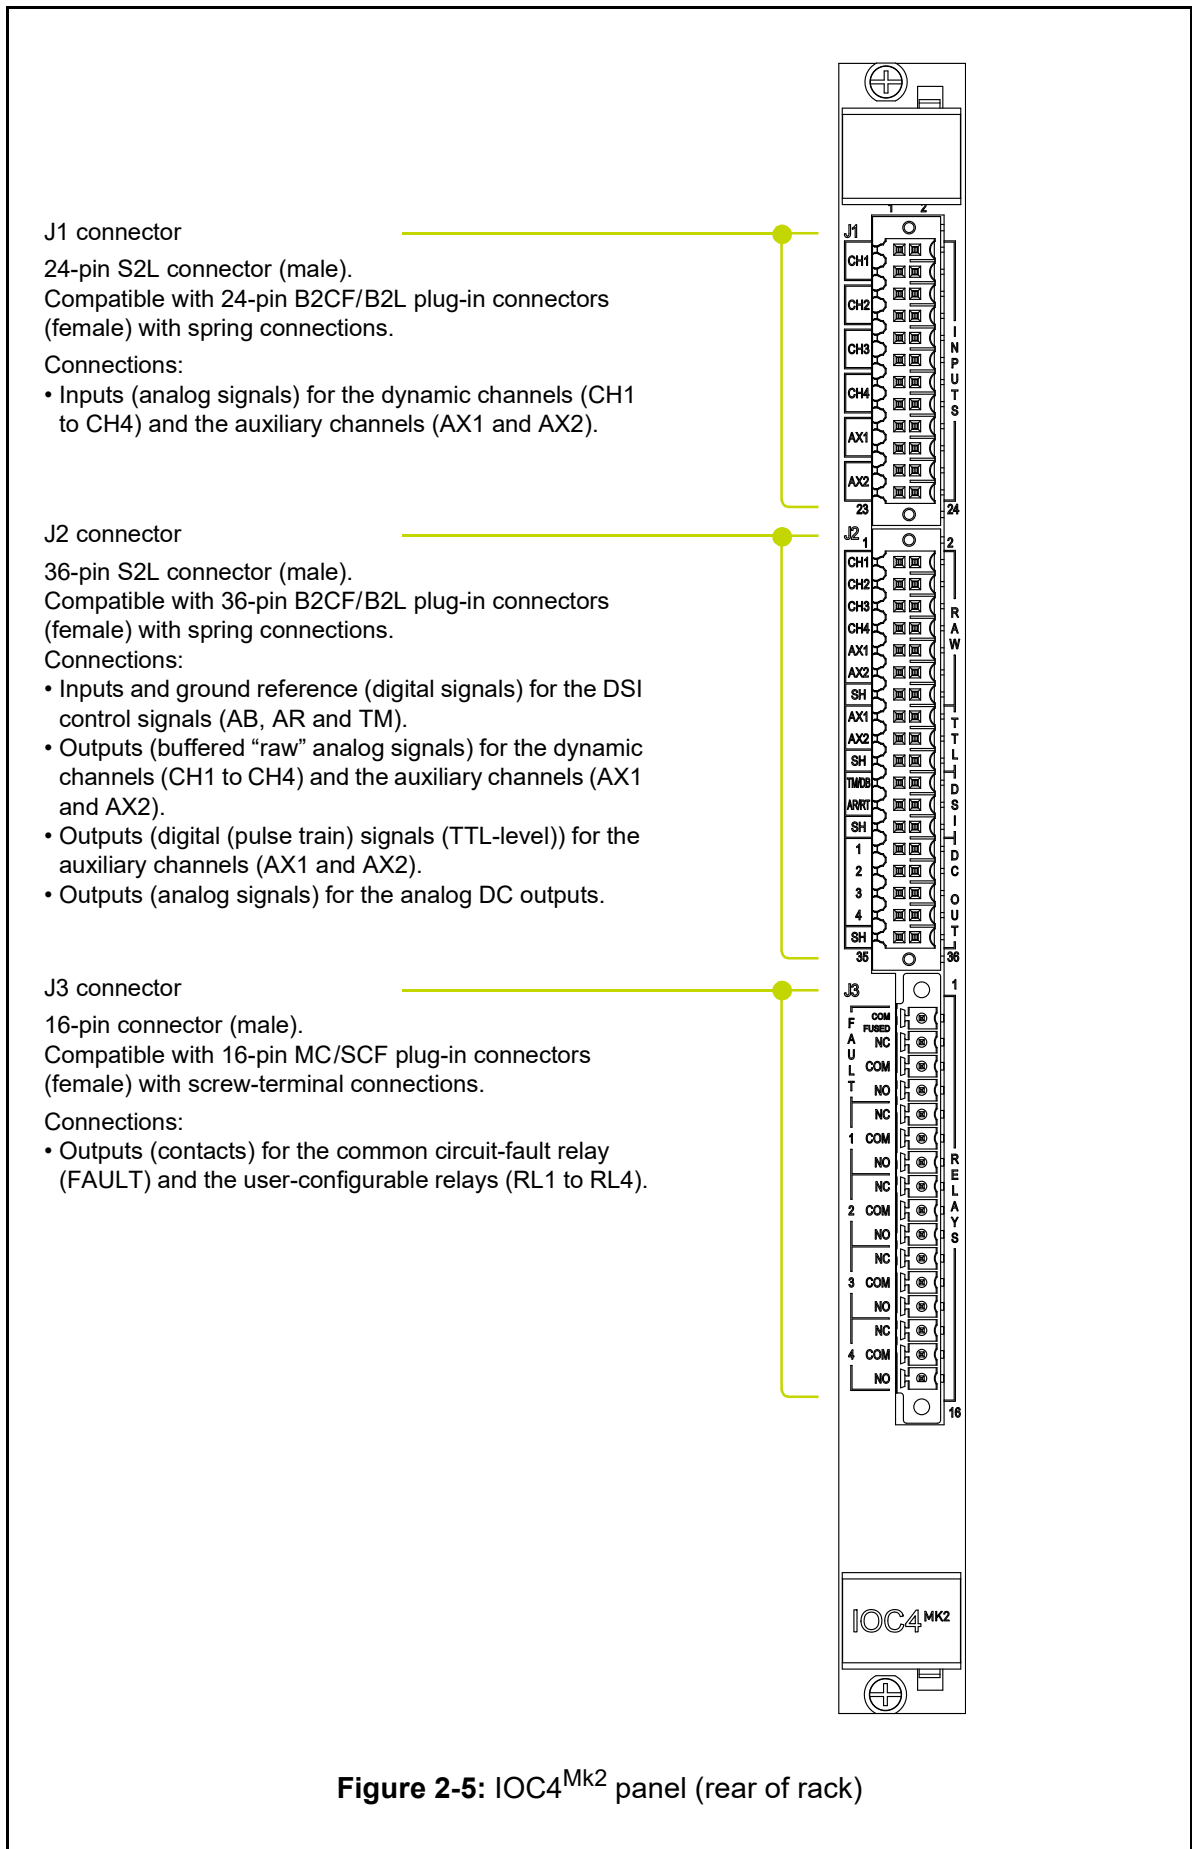 J1 connector
24-pin S2L connector (male).
Compatible with 24-pin B2CF/B2L plug-in connectors
(female) with spring connections.
Connections:
• Inputs (analog signals) for the dynamic channels (CH1
to CH4) and the auxiliary channels (AX1 and AX2).
J2 connector
36-pin S2L connector (male).
Compatible with 36-pin B2CF/B2L plug-in connectors
(female) with spring connections.
Connections:
• Inputs and ground reference (digital signals) for the DSI
control signals (AB, AR and TM).
• Outputs (buffered “raw” analog signals) for the dynamic
channels (CH1 to CH4) and the auxiliary channels (AX1
and AX2).
• Outputs (digital (pulse train) signals (TTL-level)) for the
auxiliary channels (AX1 and AX2).
• Outputs (analog signals) for the analog DC outputs.
J3 connector
16-pin connector (male).
Compatible with 16-pin MC/SCF plug-in connectors
(female) with screw-terminal connections.
Connections:
• Outputs (contacts) for the common circuit-fault relay
(FAULT) and the user-configurable relays (RL1 to RL4).
1 2
J1
CH1
CH2
CH3
CH4
AX1
AX2
23 24
INPUTS
J2
1 2
CH1
CH2
CH3
CH4
AX1
AX2
SH
AX1
AX2
SH
TM/DB
AR/RT
SH
1
2
3
4
SH
35 36
RAW
TTL
DSI
DC OUT
J3
1
FAULT
COM FUSED
NC
COM
NO
NC
1 COM
NO
NC
2 COM
NO
NC
3 COM
NO
NC
4 COM
NO
16
RELAYS
IOC4 MK2
Figure 2-5: IOC4Mk2 panel (rear of rack)